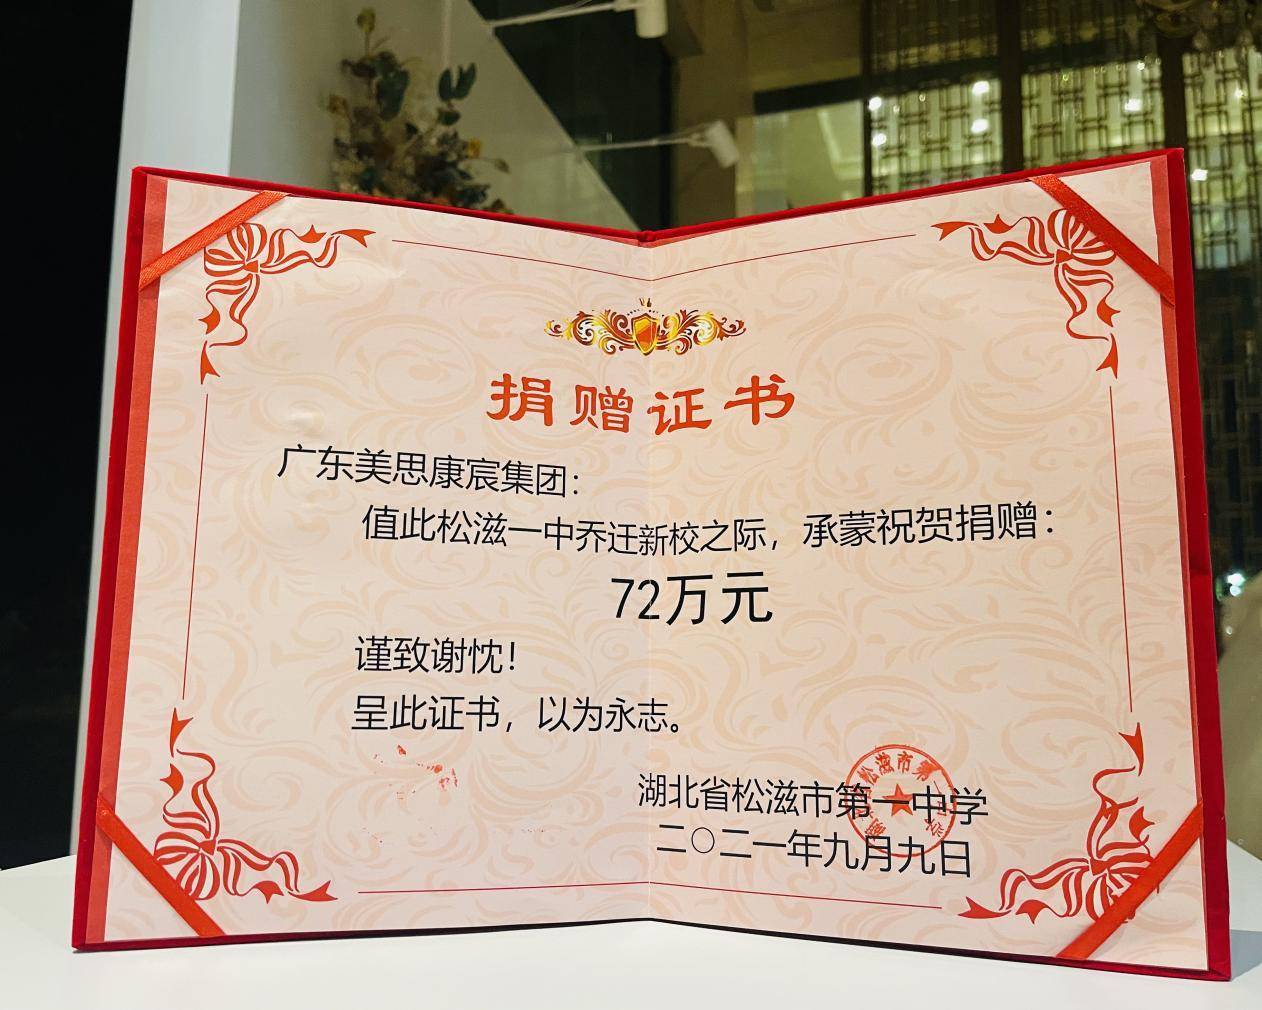 捐赠证书
广东美思康宸集团：
值此松滋一中乔迁新校之际，承蒙祝贺捐赠：
72万元
谨致谢忱！
呈此证书，以为永志。
湖北省松滋市第一中学
二〇二一年九月九日